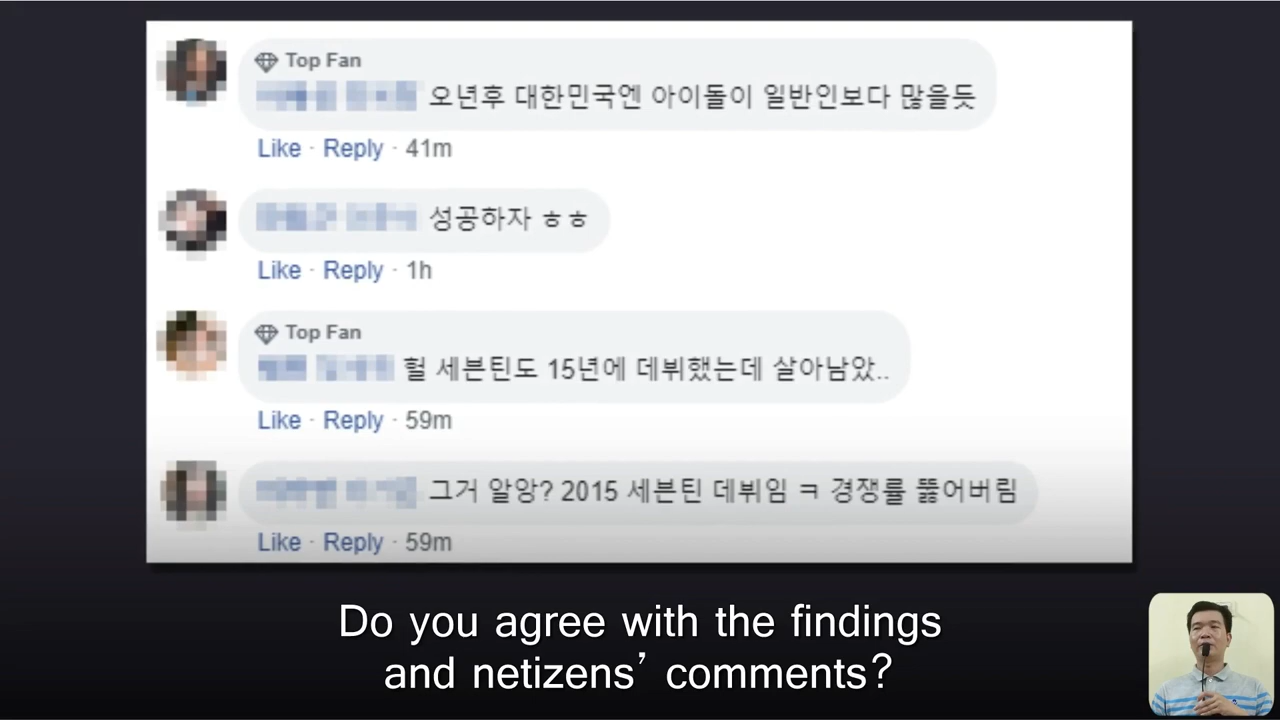 Top Fan
오년후 대한민국엔 아이돌이 일반인보다 많을듯
Like · Reply · 41m
성공하자 ㅎㅎ
Like · Reply · 1h
Top Fan
헐 세븐틴도 15년에 데뷔했는데 살아남았..
Like · Reply · 59m
그거 알앙? 2015 세븐틴 데뷔임 ㅋ 경쟁률 뚫어버림
Like · Reply · 59m
Do you agree with the findings
and netizens’ comments?